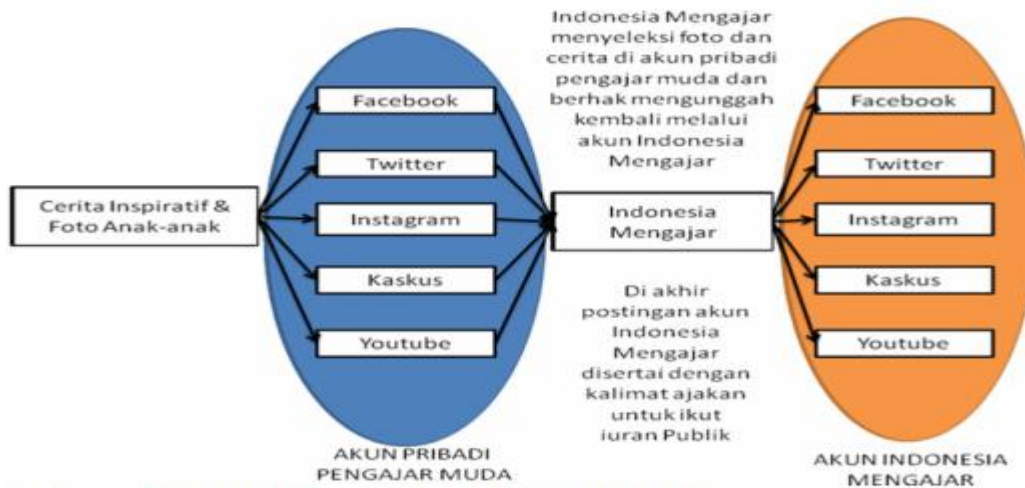 Cerita Inspiratif &
Foto Anak-anak
Facebook
Twitter
Instagram
Kaskus
Youtube
AKUN PRIBADI
PENGAJAR MUDA
Indonesia Mengajar
menyeleksi foto dan
cerita di akun pribadi
pengajar muda dan
berhak mengunggah
kembali melalui
akun Indonesia
Mengajar
Indonesia
Mengajar
Di akhir
postingan akun
Indonesia
Mengajar
disertai dengan
kalimat ajakan
untuk ikut
iuran Publik
Facebook
Twitter
Instagram
Kaskus
Youtube
AKUN INDONESIA
MENGAJAR